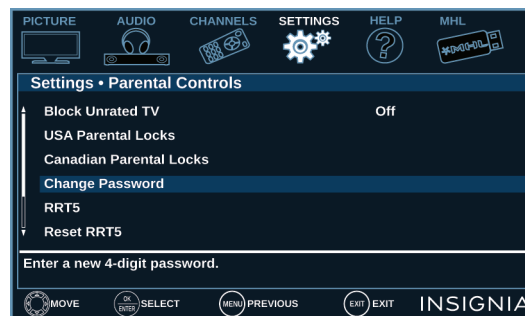 PICTURE AUDIO CHANNELS SETTINGS HELP MHL
MHL
Settings • Parental Controls
Block Unrated TV Off
USA Parental Locks
Canadian Parental Locks
Change Password
RRT5
Reset RRT5
Enter a new 4-digit password.
MOVE OK ENTER SELECT MENU PREVIOUS EXIT EXIT INSIGNIA